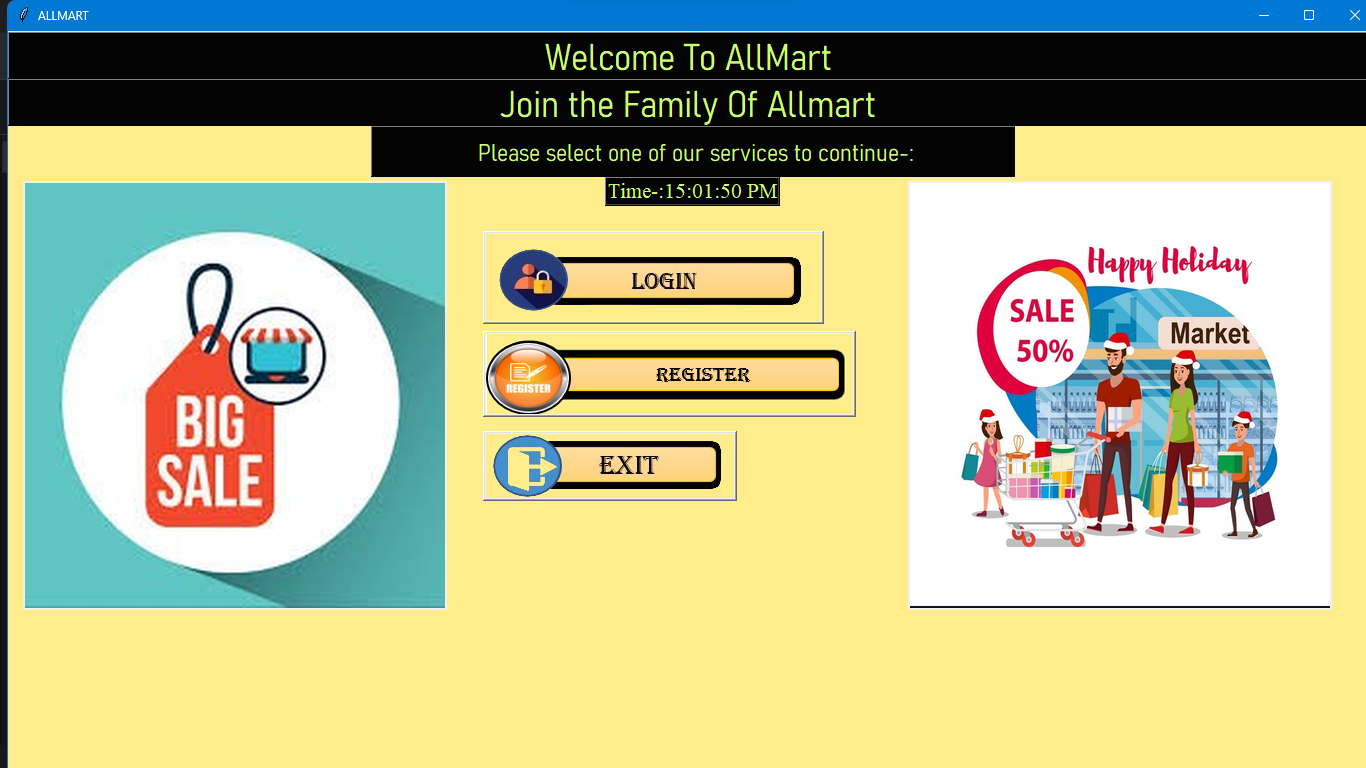 ALLMART
Welcome To AllMart
Join the Family Of Allmart
Please select one of our services to continue-:
Time-:15:01:50 PM
BIG
SALE
LOGIN
REGISTER
REGISTER
EXIT
Happy Holiday
SALE
50%
Market